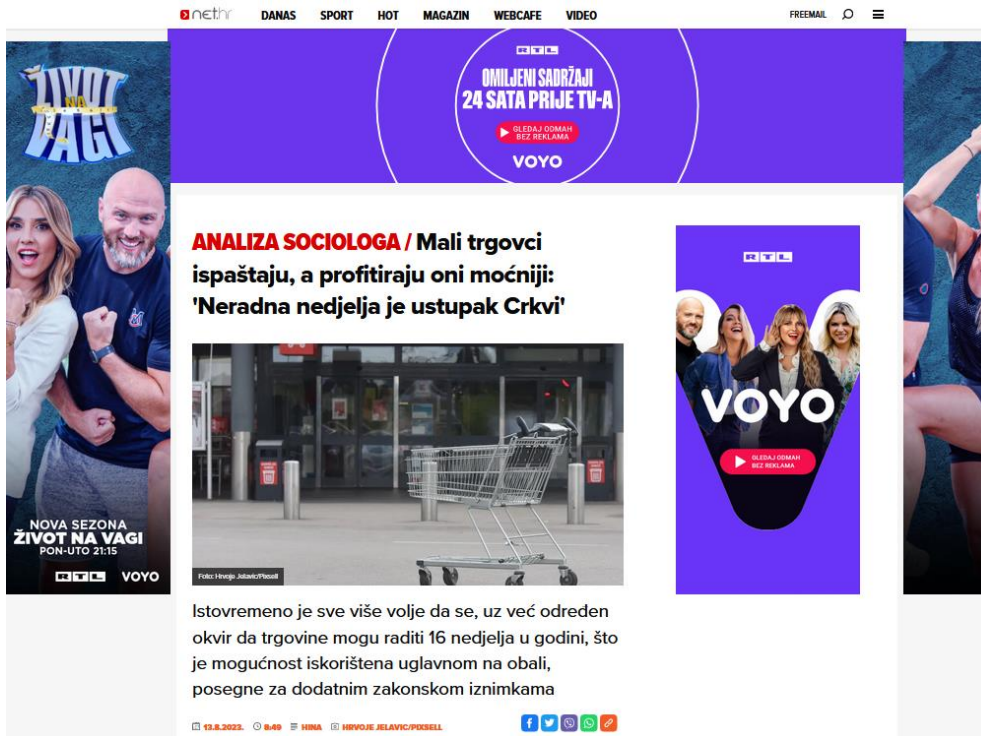 net.hr
DANAS
SPORT
HOT
MAGAZIN
WEBCAFE
VIDEO
FREEMAIL
RTL
OMILJENI SADRŽAJI
24 SATA PRIJE TV-A
GLEDAJ ODMAH
BEZ REKLAMA
VOYO
ŽIVOT
NA
VAGI
NOVA SEZONA
ŽIVOT NA VAGI
PON-UTO 21:15
RTL VOYO
ANALIZA SOCIOLOGA / Mali trgovci
ispaštaju, a profitiraju oni moćniji:
'Neradna nedjelja je ustupak Crkvi'
Foto: Hrvoje Jelavic/Pixsell
Istovremeno je sve više volje da se, uz već određen
okvir da trgovine mogu raditi 16 nedjelja u godini, što
je mogućnost iskorištena uglavnom na obali,
posegne za dodatnim zakonskom iznimkama
13.8.2023. 8:49 HINA HRVOJE JELAVIC/PIXSELL
RTL
VOYO
GLEDAJ ODMAH
BEZ REKLAMA